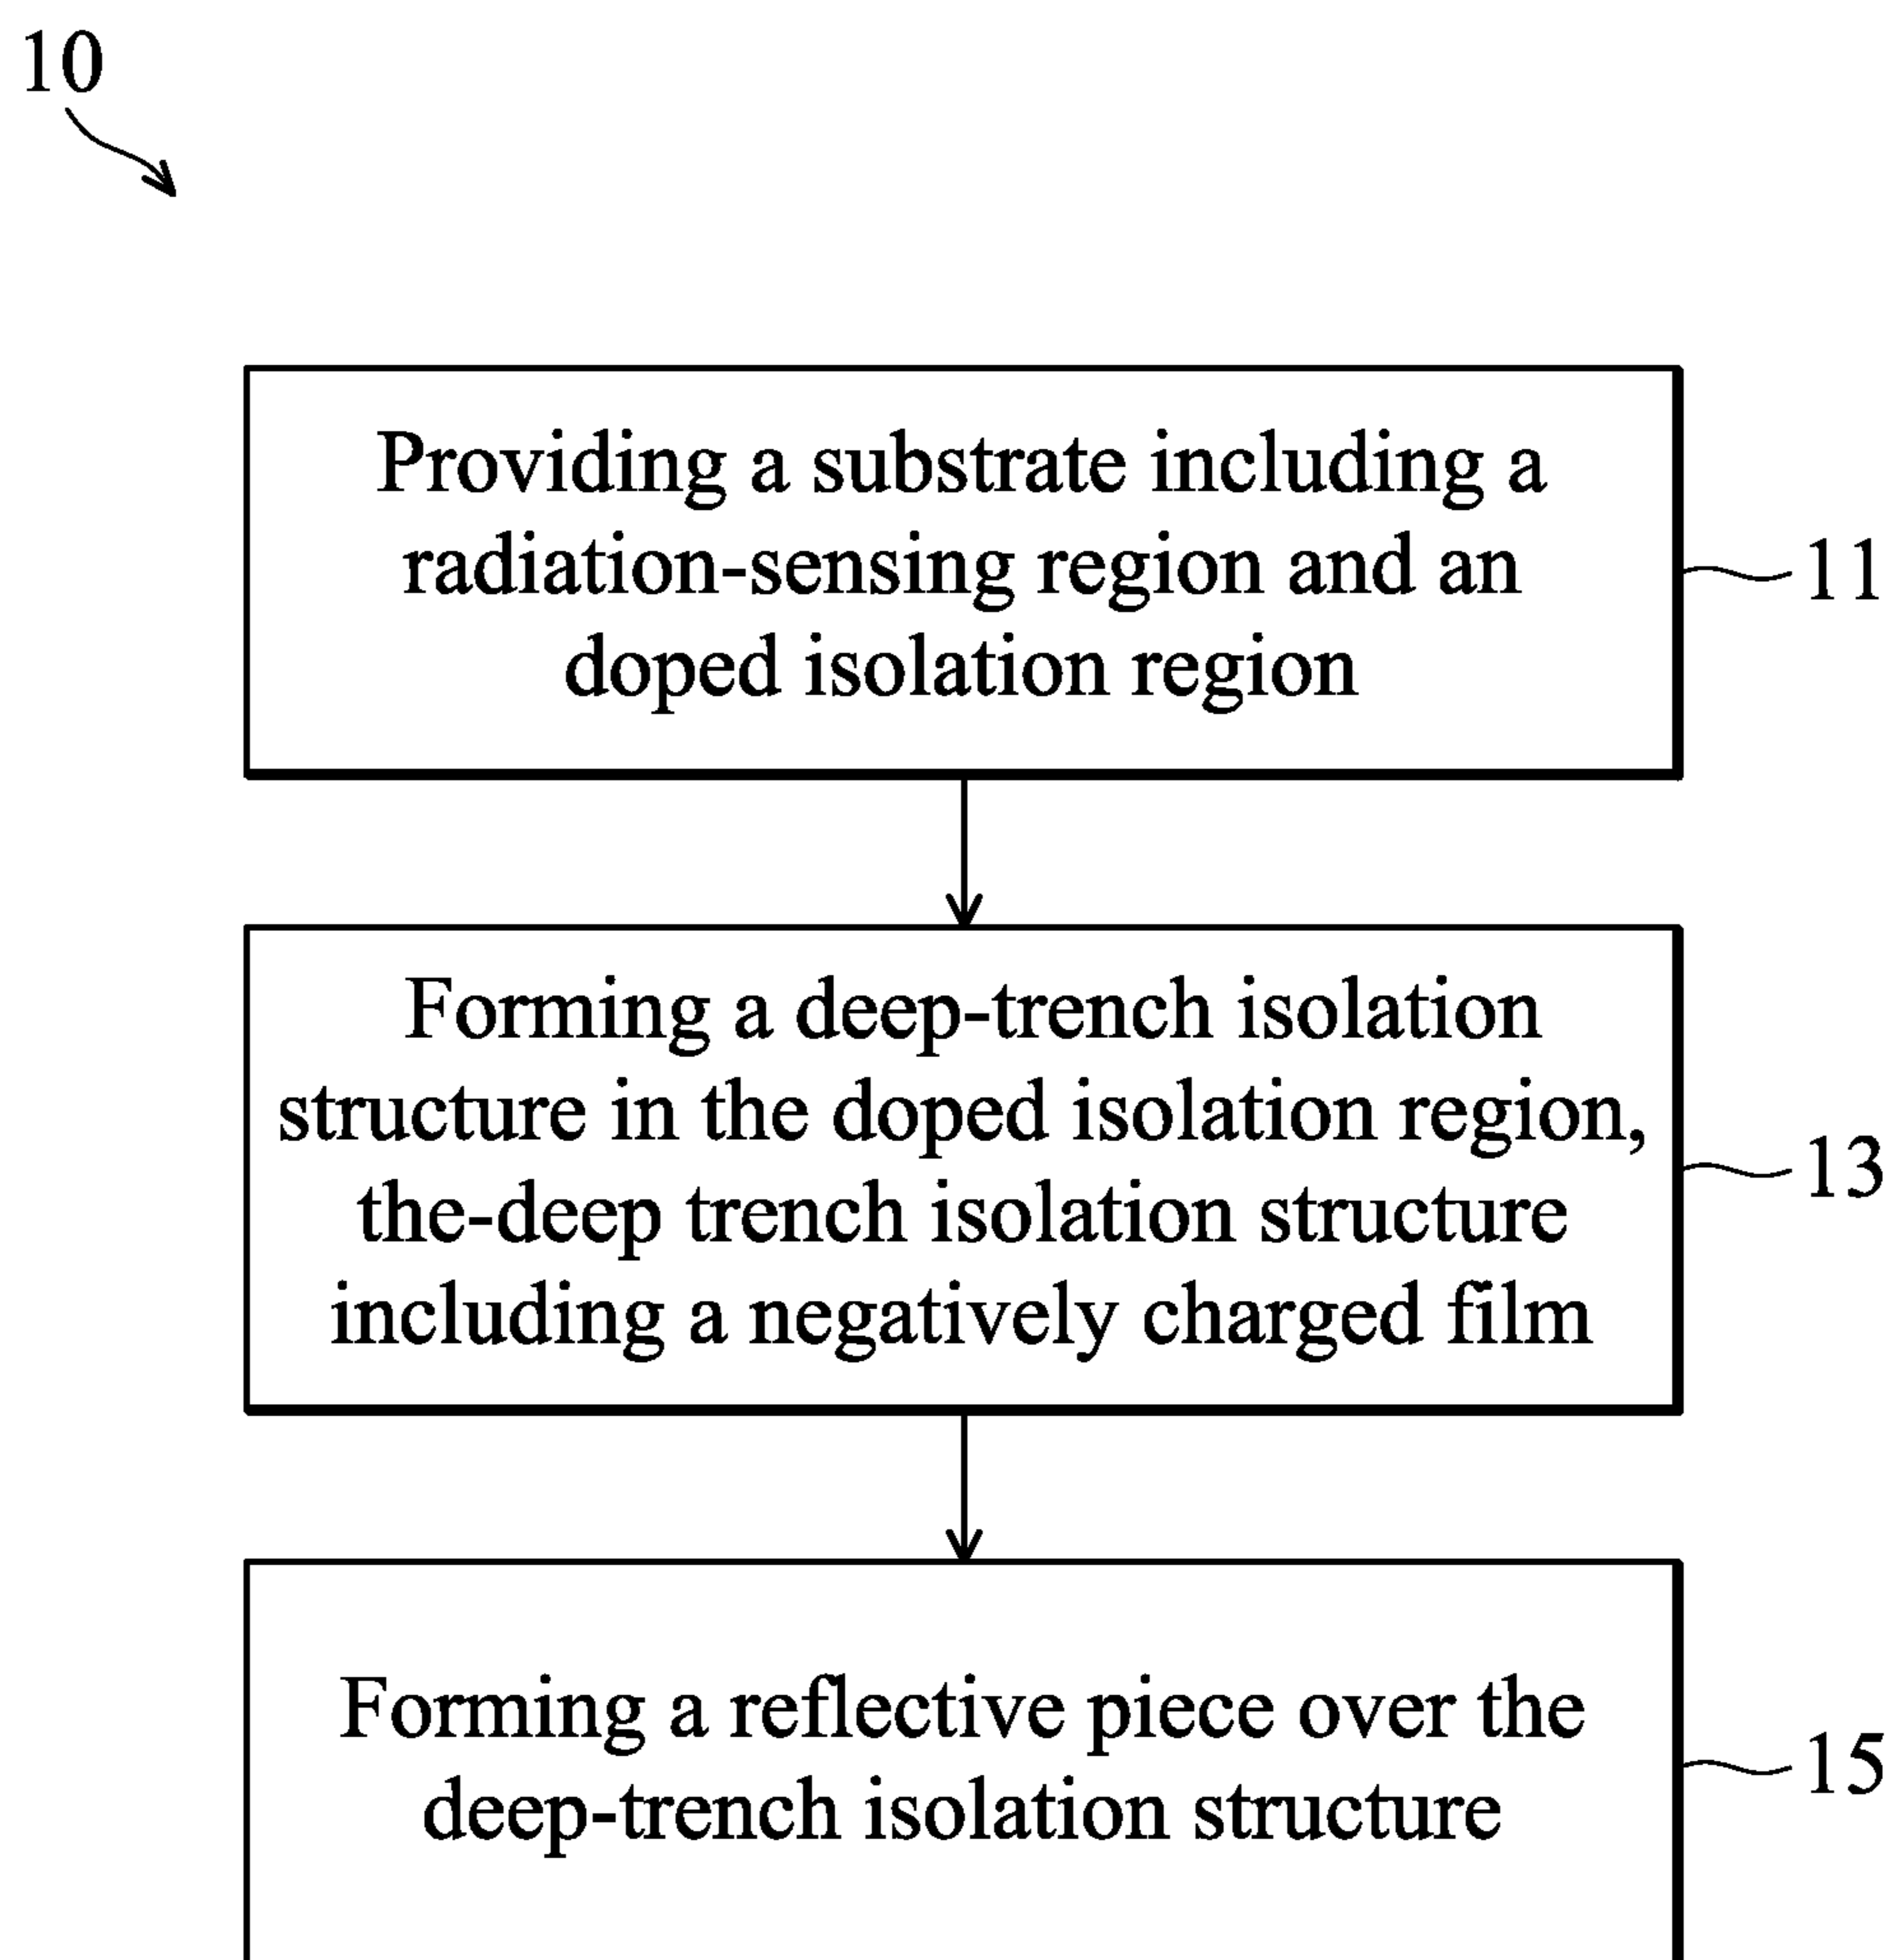 10
Providing a substrate including a
radiation-sensing region and an
doped isolation region
11
Forming a deep-trench isolation
structure in the doped isolation region,
the-deep trench isolation structure
including a negatively charged film
13
Forming a reflective piece over the
deep-trench isolation structure
15